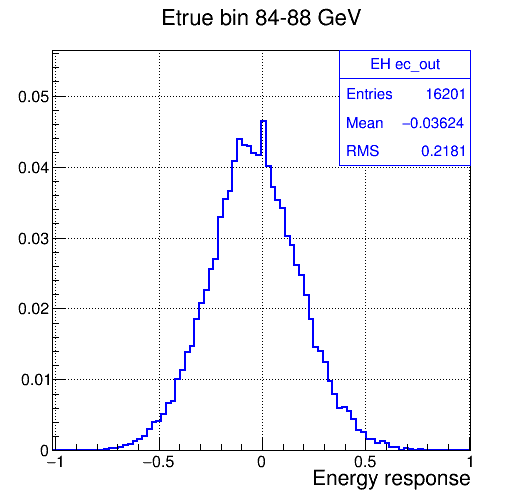 Etrue bin 84-88 GeV
EH ec_out
Entries 16201
Mean −0.03624
RMS 0.2181
0.05
0.04
0.03
0.02
0.01
0
−1 −0.5 0 0.5 1
Energy response